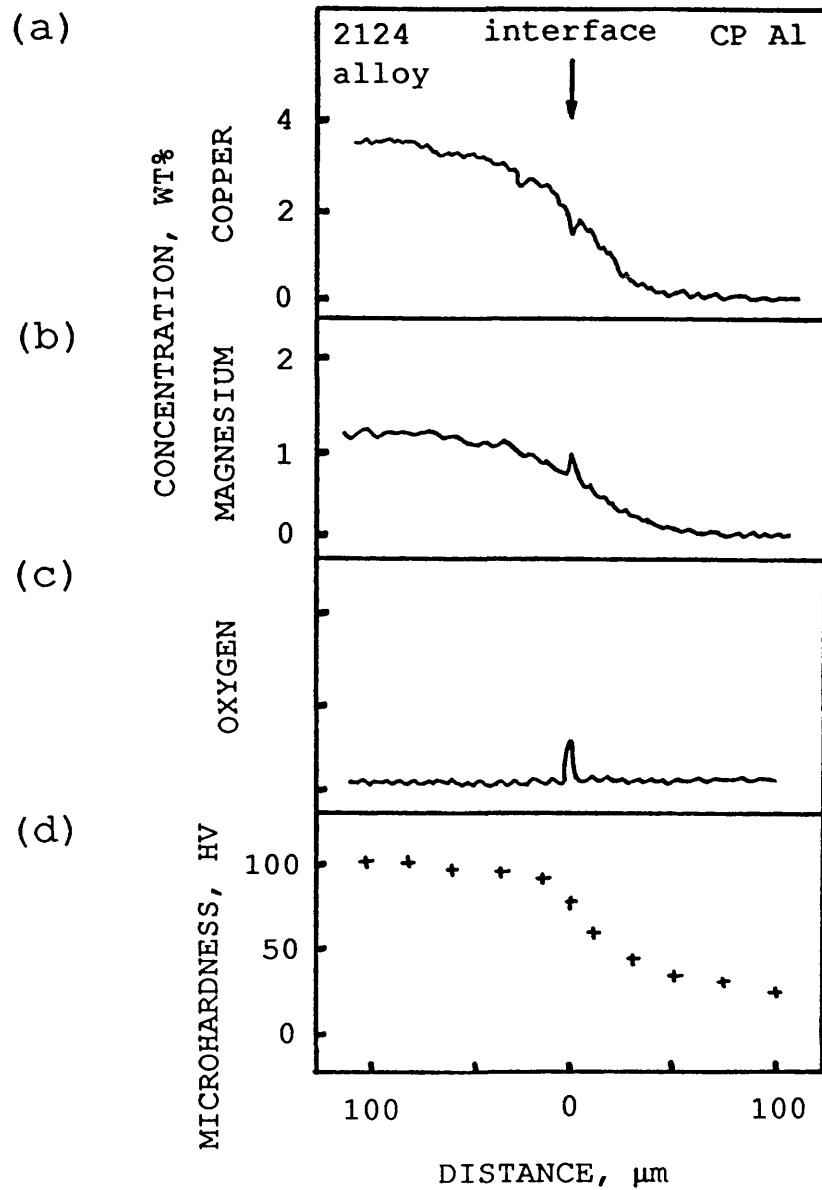 (a)
2124 interface CP Al
alloy
CONCENTRATION, WT%
COPPER
4
2
0
(b)
MAGNESIUM
2
1
0
(c)
OXYGEN
(d)
MICROHARDNESS, HV
100
50
0
100 0 100
DISTANCE, µm